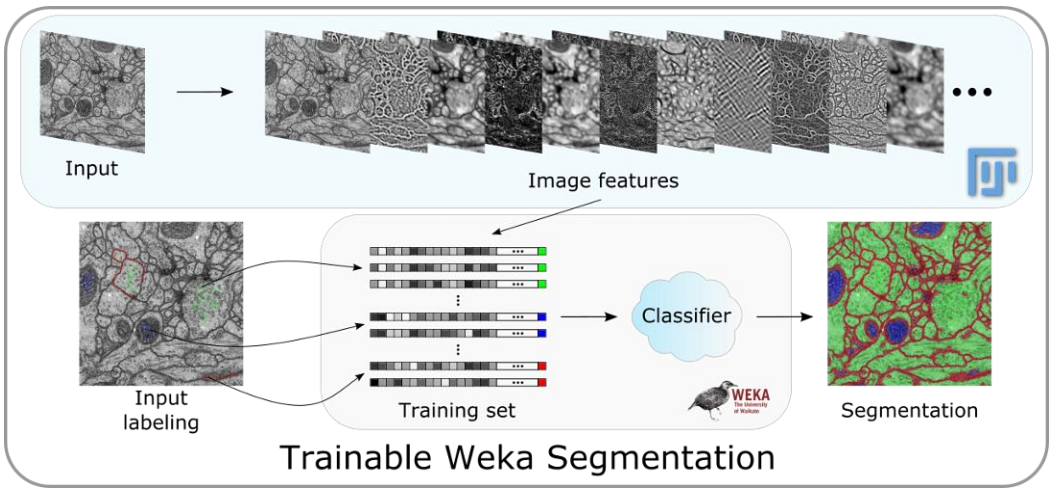 Input
Image features
Input
labeling
Training set
Classifier
WEKA
The University
of Waikato
Segmentation
Trainable Weka Segmentation